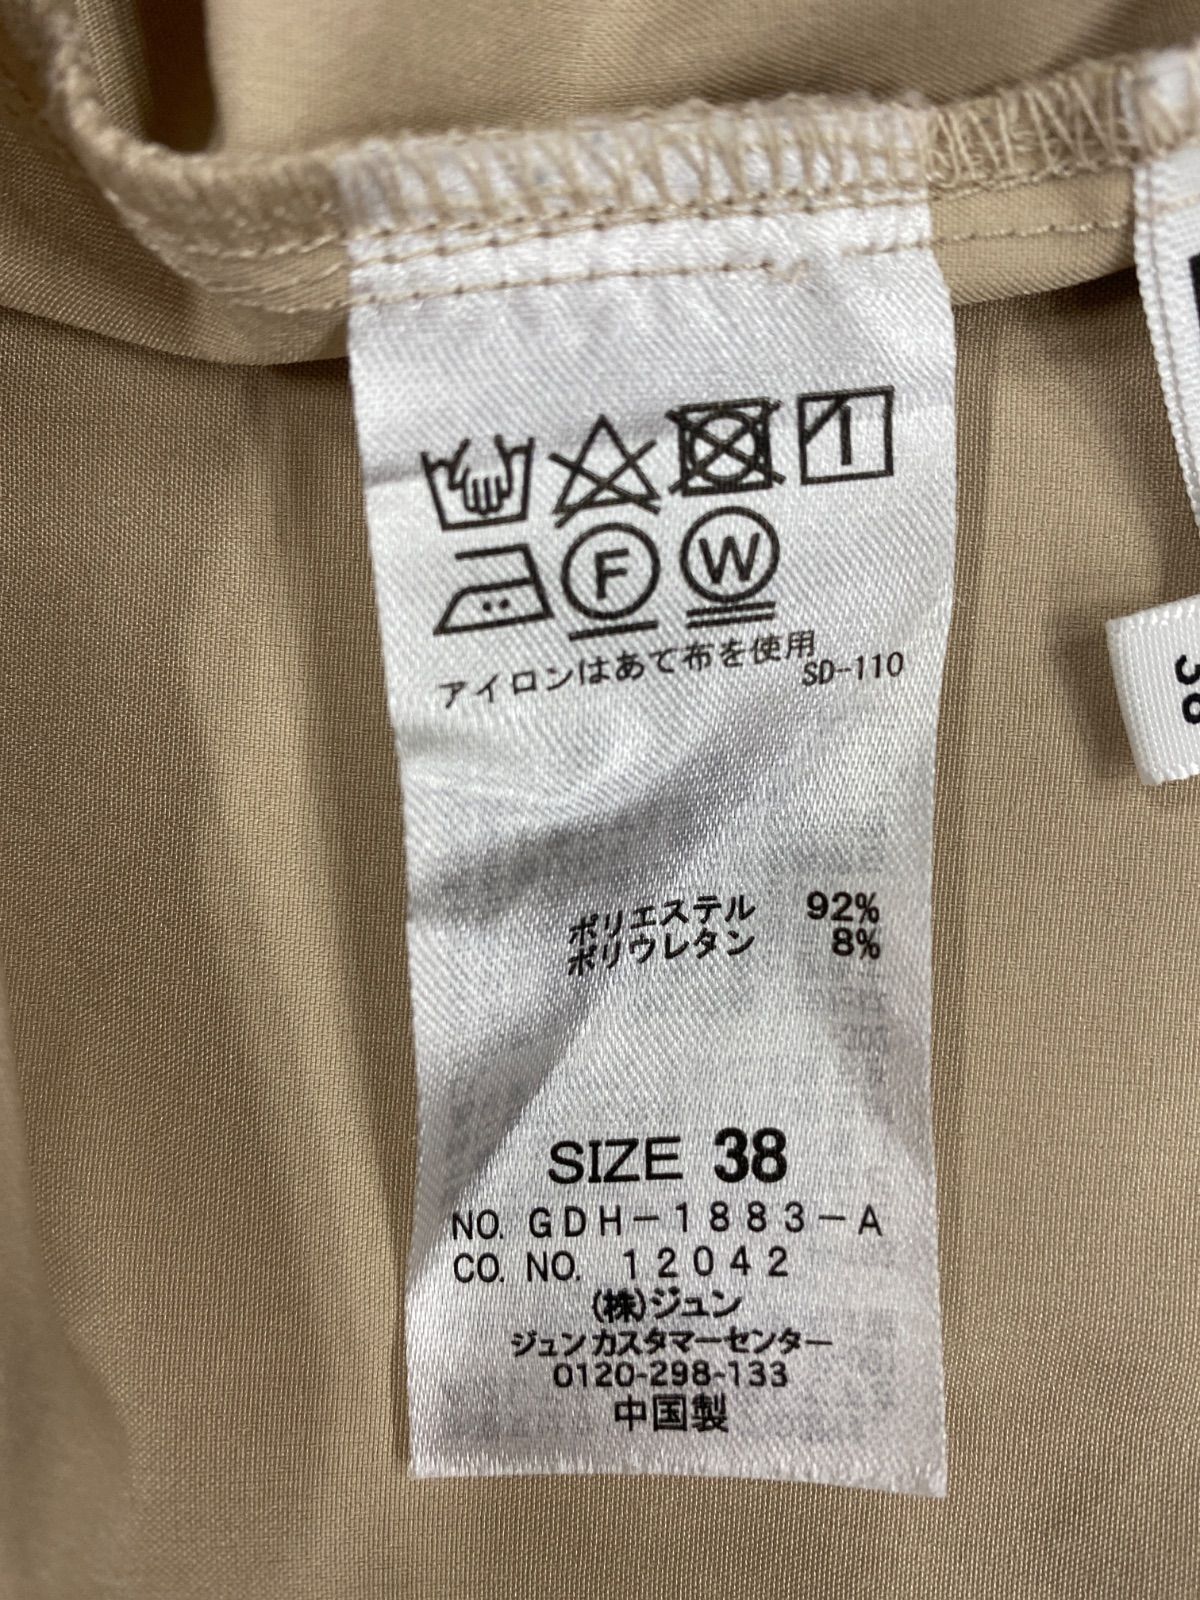 F W
アイロンはあて布を使用
SD-110
ポリエステル 92%
ポリウレタン 8%
SIZE 38
NO. GDH-1883-A
CO. NO. 12042
(株)ジュン
ジュンカスタマーセンター
0120-298-133
中国製
38